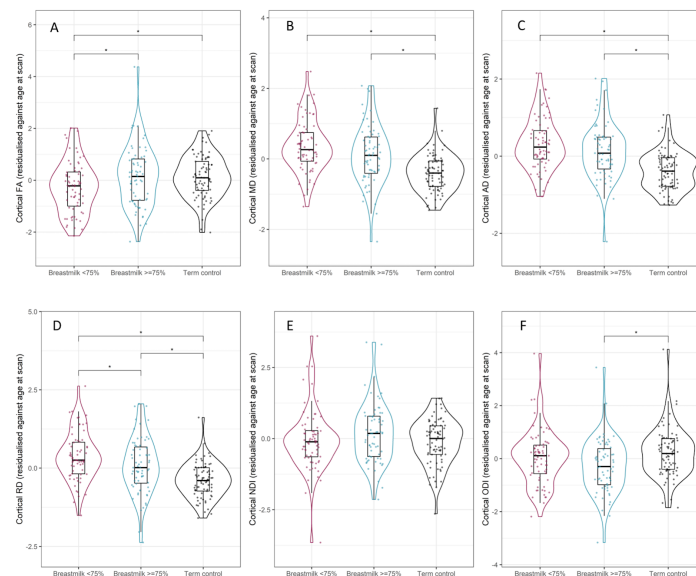 A
Cortical FA (residualised against age at scan)
6
4
2
0
-2
*
*
Breastmilk <75%
Breastmilk >=75%
Term control
B
Cortical MD (residualised against age at scan)
4
2
0
-2
*
*
Breastmilk <75%
Breastmilk >=75%
Term control
C
Cortical AD (residualised against age at scan)
4
2
0
-2
*
*
Breastmilk <75%
Breastmilk >=75%
Term control
D
Cortical RD (residualised against age at scan)
5.0
2.5
0.0
-2.5
*
*
*
Breastmilk <75%
Breastmilk >=75%
Term control
E
Cortical NDI (residualised against age at scan)
2.5
0.0
-2.5
Breastmilk <75%
Breastmilk >=75%
Term control
F
Cortical ODI (residualised against age at scan)
4
2
0
-2
-4
*
Breastmilk <75%
Breastmilk >=75%
Term control